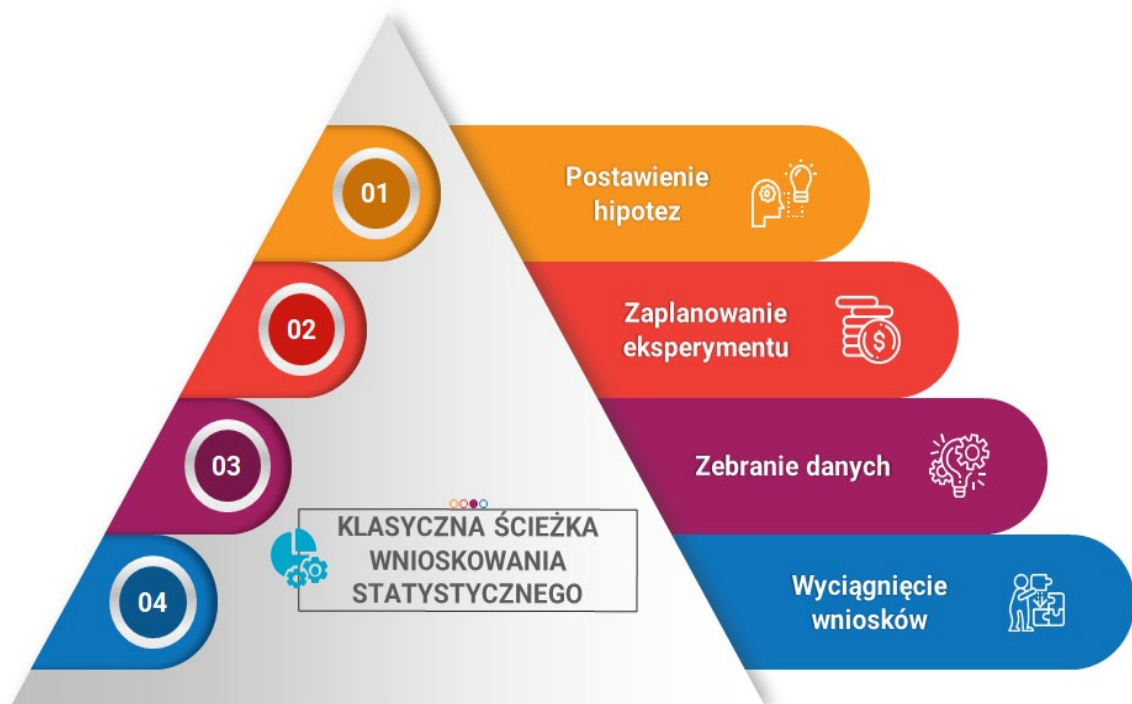 01
Postawienie
hipotez
02
Zaplanowanie
eksperymentu
$
03
Zebranie danych
KLASYCZNA ŚCIEŻKA
WNIOSKOWANIA
STATYSTYCZNEGO
04
Wyciągnięcie
wniosków